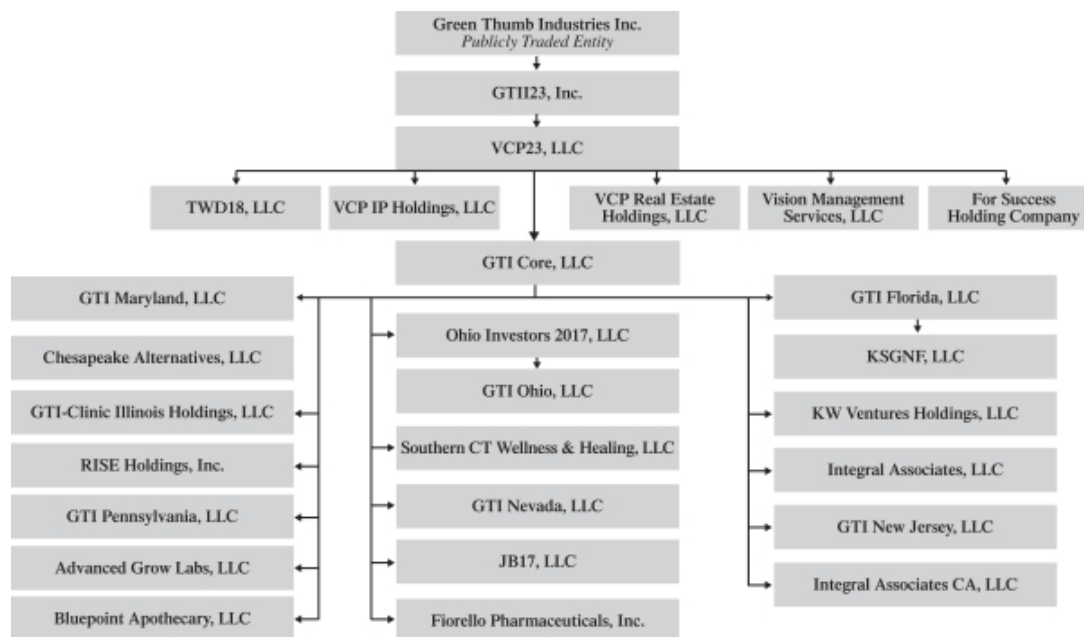 Green Thumb Industries Inc.
Publicly Traded Entity
GTII23, Inc.
VCP23, LLC
TWD18, LLC
VCP IP Holdings, LLC
VCP Real Estate
Holdings, LLC
Vision Management
Services, LLC
For Success
Holding Company
GTI Core, LLC
GTI Maryland, LLC
Chesapeake Alternatives, LLC
GTI-Clinic Illinois Holdings, LLC
RISE Holdings, Inc.
GTI Pennsylvania, LLC
Advanced Grow Labs, LLC
Bluepoint Apothecary, LLC
Ohio Investors 2017, LLC
GTI Ohio, LLC
Southern CT Wellness & Healing, LLC
GTI Nevada, LLC
JB17, LLC
Fiorello Pharmaceuticals, Inc.
GTI Florida, LLC
KSGNF, LLC
KW Ventures Holdings, LLC
Integral Associates, LLC
GTI New Jersey, LLC
Integral Associates CA, LLC